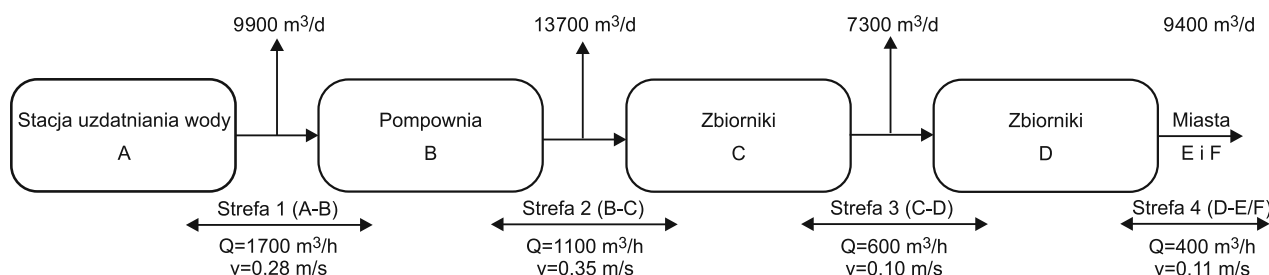 9900 m³/d
13700 m³/d
7300 m³/d
9400 m³/d
Stacja uzdatniania wody
A
Pompownia
B
Zbiorniki
C
Zbiorniki
D
Miasta
E i F
Strefa 1 (A-B)
Q=1700 m³/h
v=0.28 m/s
Strefa 2 (B-C)
Q=1100 m³/h
v=0.35 m/s
Strefa 3 (C-D)
Q=600 m³/h
v=0.10 m/s
Strefa 4 (D-E/F)
Q=400 m³/h
v=0.11 m/s